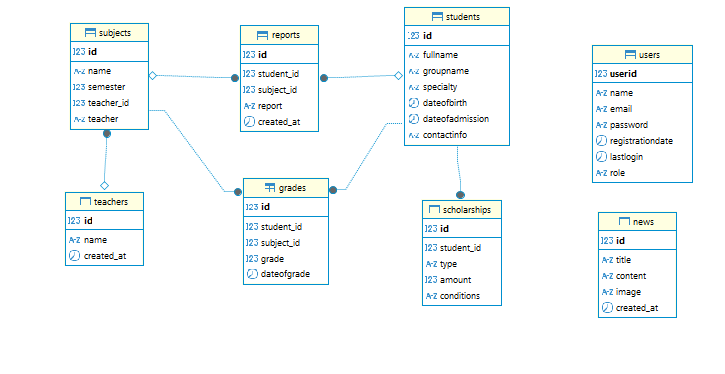 subjects
123 id
A-Z name
123 semester
123 teacher_id
A-Z teacher
reports
123 id
123 student_id
123 subject_id
A-Z report
created_at
students
123 id
A-Z fullname
A-Z groupname
A-Z specialty
dateofbirth
dateofadmission
A-Z contactinfo
users
123 userid
A-Z name
A-Z email
A-Z password
registrationdate
lastlogin
A-Z role
teachers
123 id
A-Z name
created_at
grades
123 id
123 student_id
123 subject_id
123 grade
dateofgrade
scholarships
123 id
123 student_id
A-Z type
123 amount
A-Z conditions
news
123 id
A-Z title
A-Z content
A-Z image
created_at